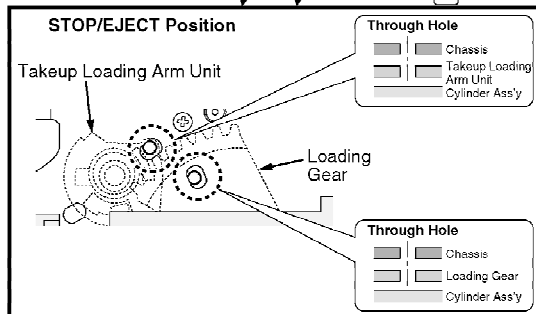 STOP/EJECT Position
Through Hole
Chassis
Takeup Loading
Arm Unit
Cylinder Ass'y
Takeup Loading Arm Unit
Loading
Gear
Through Hole
Chassis
Loading Gear
Cylinder Ass'y